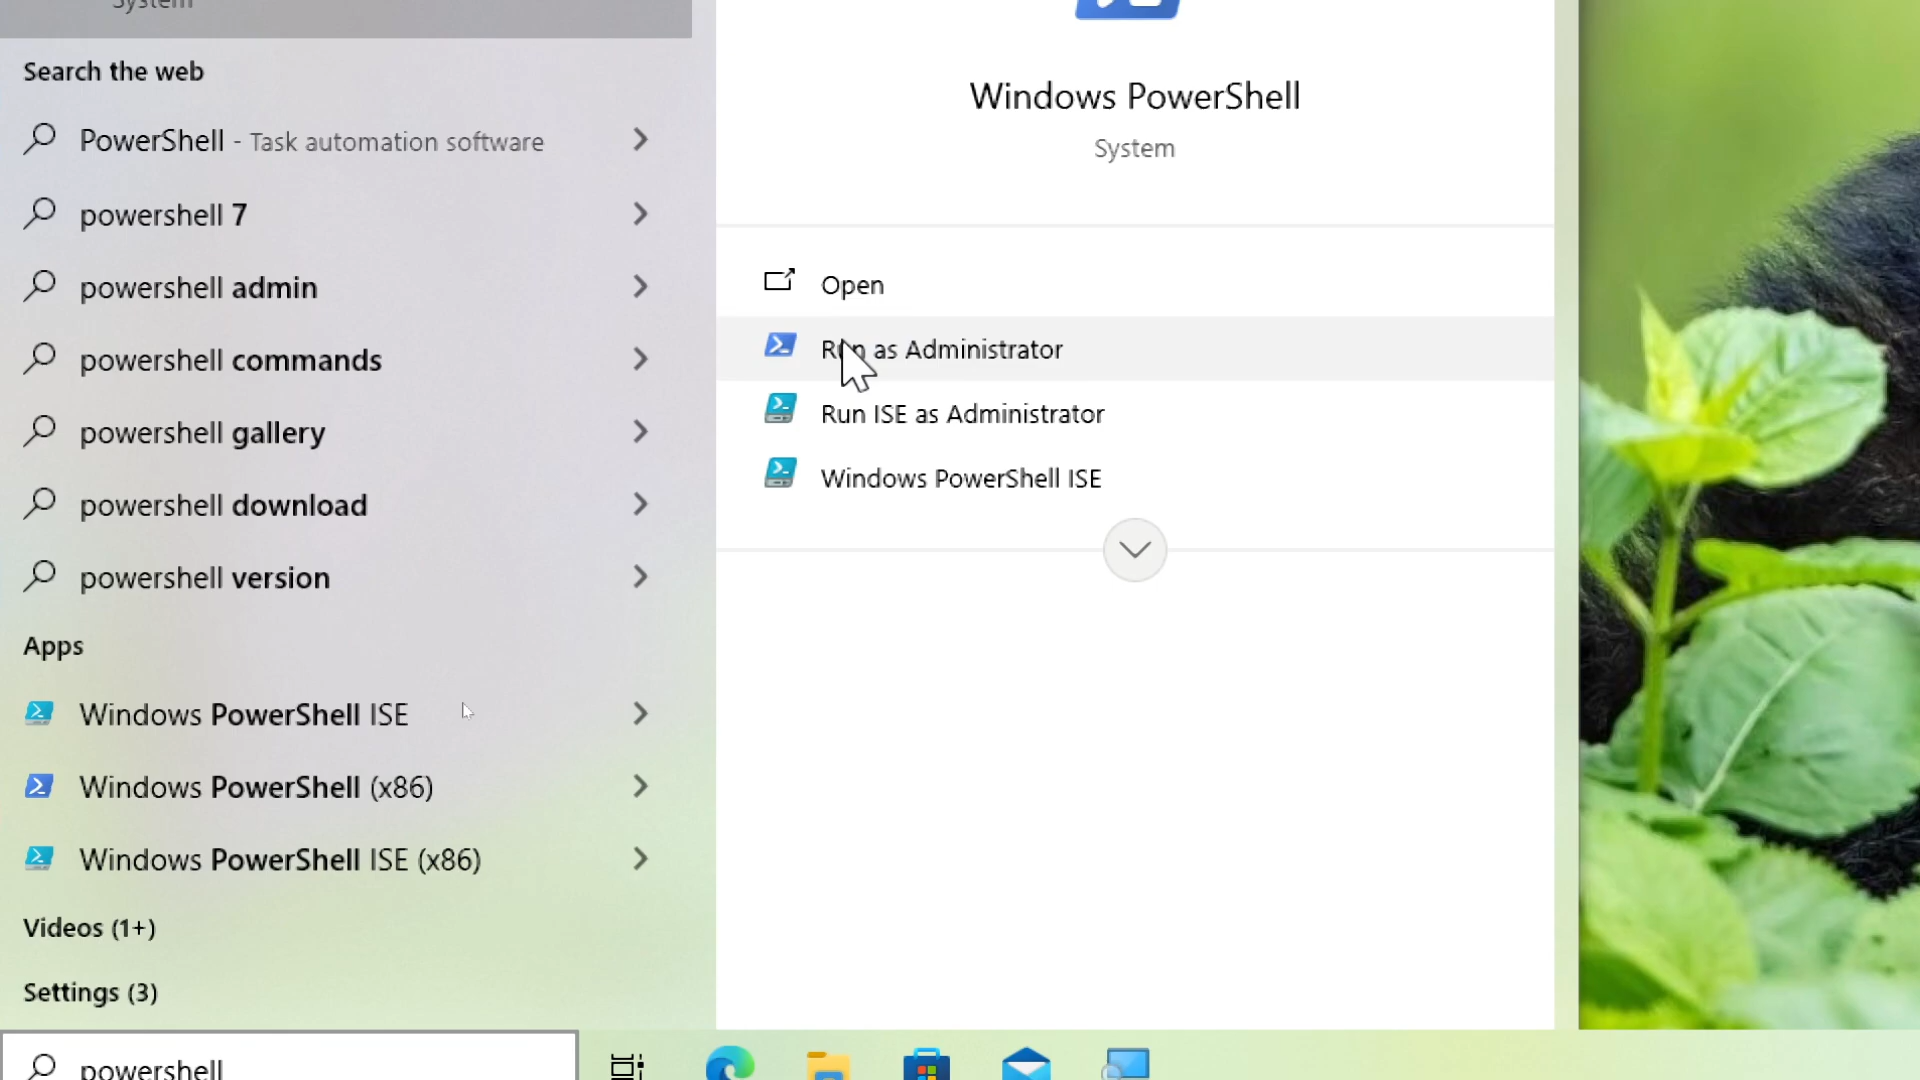 System
Search the web
PowerShell - Task automation software
powershell 7
powershell admin
powershell commands
powershell gallery
powershell download
powershell version
Apps
Windows PowerShell ISE
Windows PowerShell (x86)
Windows PowerShell ISE (x86)
Videos (1+)
Settings (3)
powershell
Windows PowerShell
System
Open
Run as Administrator
Run ISE as Administrator
Windows PowerShell ISE